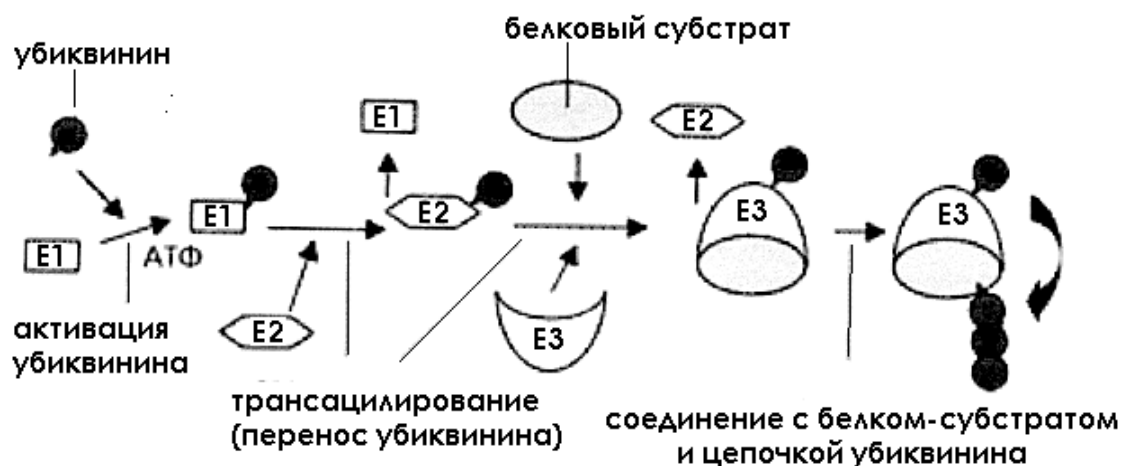 убиквинин
белковый субстрат
E1
E2
E1
E2
E3
E3
E1
АТФ
E2
E3
активация
убиквинина
трансацилирование
(перенос убиквинина)
соединение с белком-субстратом
и цепочкой убиквинина